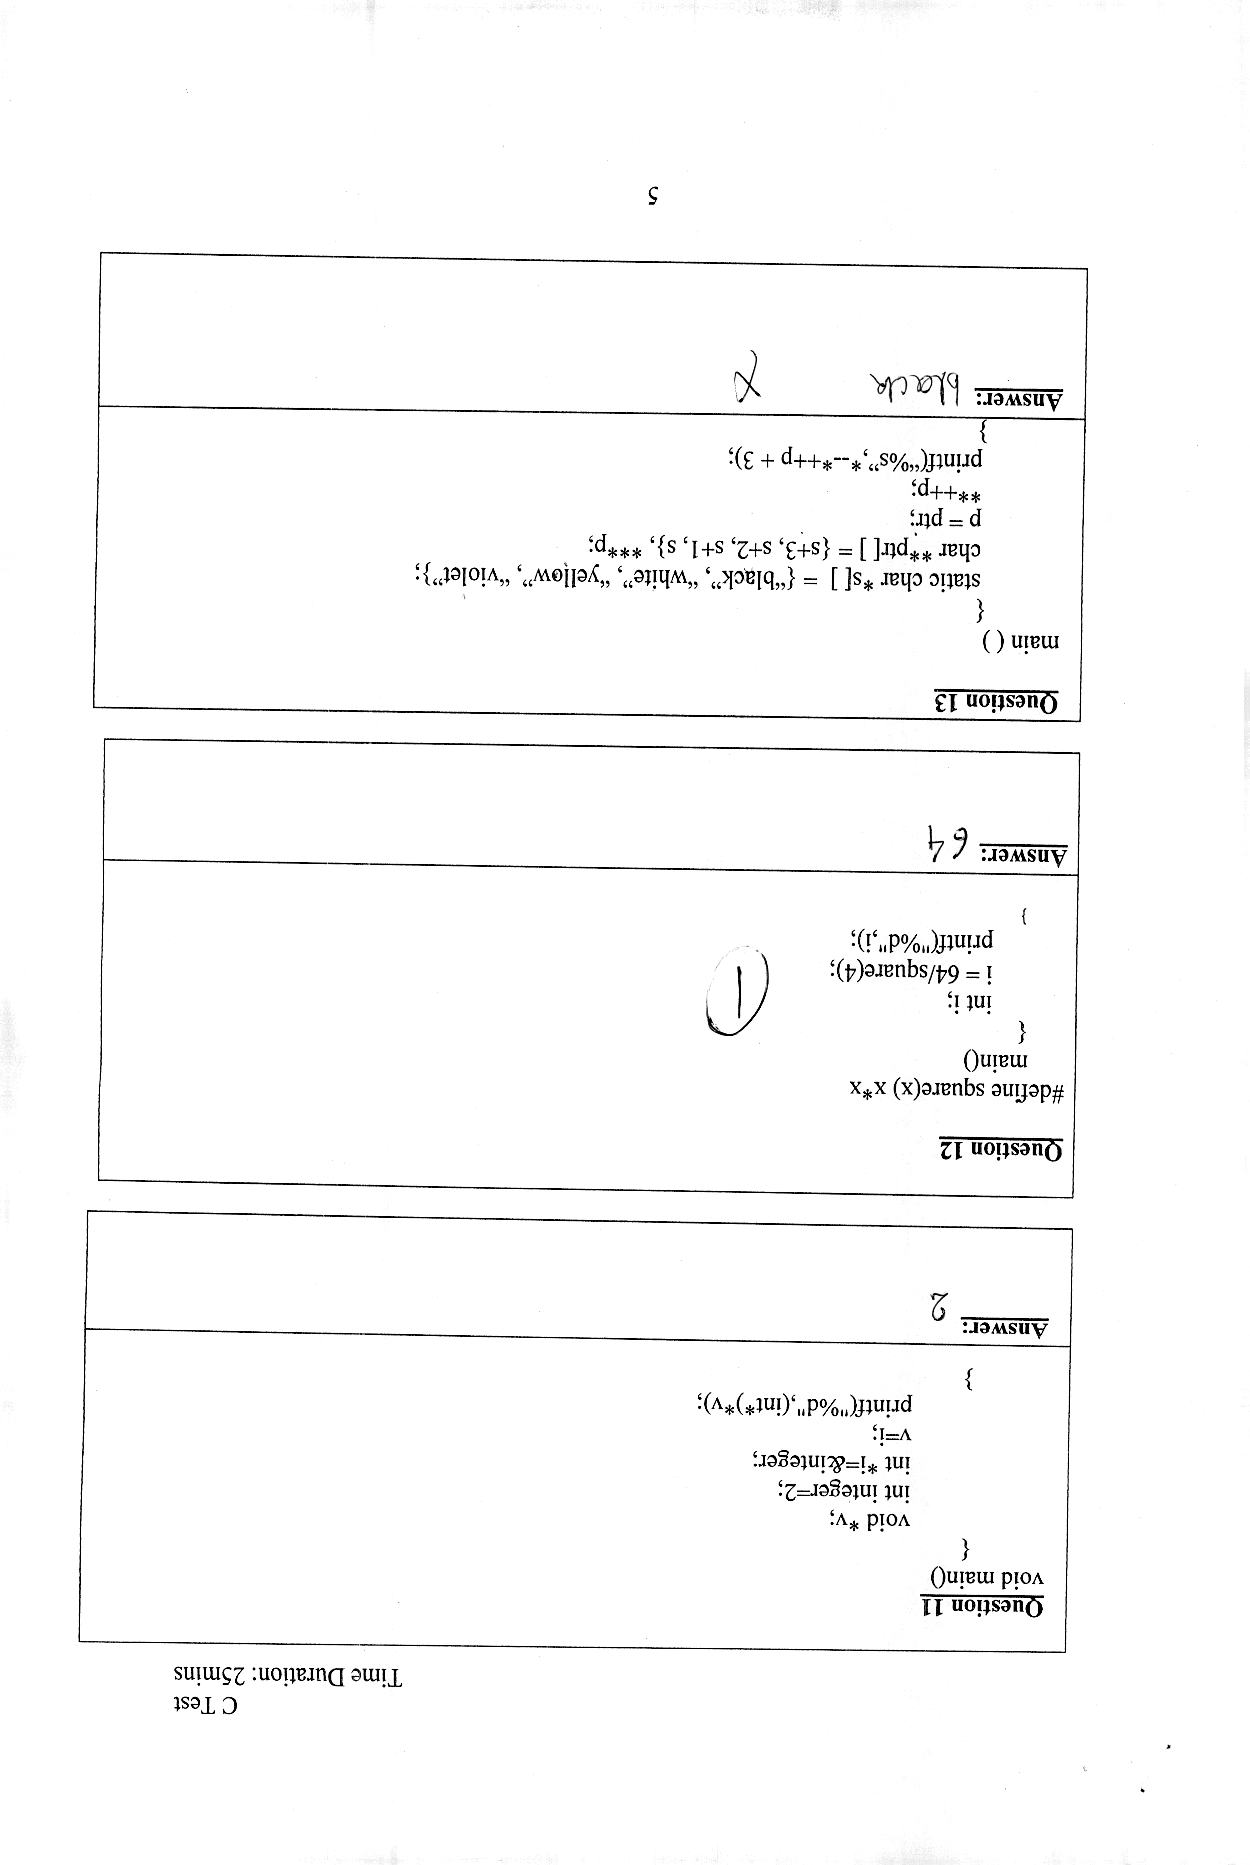 C Test
Time Duration: 25mins
Question 11
void main()
{
void *v;
int integer=2;
int *i=&integer;
v=i;
printf("%d",(int*)*v);
}
Answer: 2
Question 12
#define square(x) x*x
main()
{
int i;
i = 64/square(4);
printf("%d",i);
}
1
Answer: 64
Question 13
main ( )
{
static char *s[ ] = {“black”, “white”, “yellow”, “violet”};
char **ptr[ ] = {s+3, s+2, s+1, s}, ***p;
p = ptr;
**++p;
printf(“%s”,*--*++p + 3);
}
Answer: black
5